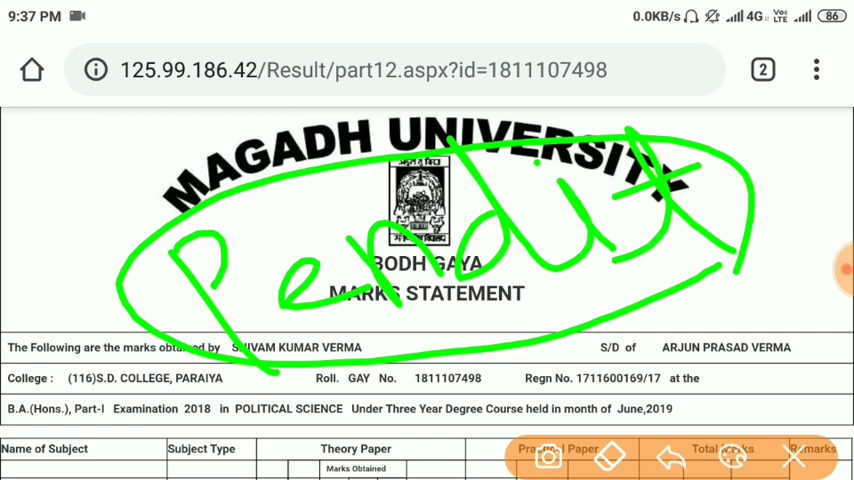 9:37 PM 0.0KB/s 4G Vo LTE 86
125.99.186.42/Result/part12.aspx?id=1811107498 2
MAGADH UNIVERSITY
BODH GAYA
MARKS STATEMENT
The Following are the marks obtained by SHIVAM KUMAR VERMA S/D of ARJUN PRASAD VERMA
College : (116)S.D. COLLEGE, PARAIYA Roll. GAY No. 1811107498 Regn No. 1711600169/17 at the
B.A.(Hons.), Part-I Examination 2018 in POLITICAL SCIENCE Under Three Year Degree Course held in month of June,2019
Name of Subject Subject Type Theory Paper Practical Paper Total Marks Remarks
Marks Obtained